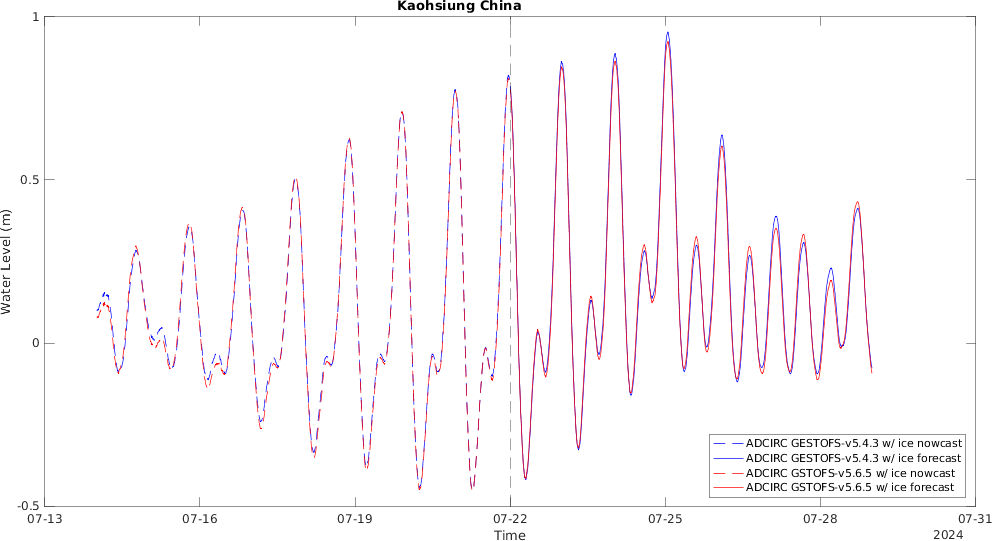 Kaohsiung China
1
0.5
0
-0.5
Water Level (m)
07-13
07-16
07-19
07-22
07-25
07-28
07-31
Time
2024
ADCIRC GESTOFS-v5.4.3 w/ ice nowcast
ADCIRC GESTOFS-v5.4.3 w/ ice forecast
ADCIRC GSTOFS-v5.6.5 w/ ice nowcast
ADCIRC GSTOFS-v5.6.5 w/ ice forecast